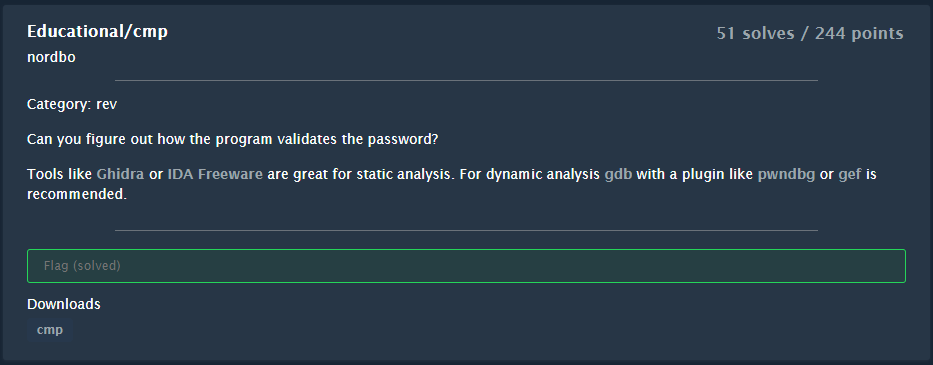 Educational/cmp
51 solves / 244 points
nordbo
Category: rev
Can you figure out how the program validates the password?
Tools like Ghidra or IDA Freeware are great for static analysis. For dynamic analysis gdb with a plugin like pwndbg or gef is
recommended.
Flag (solved)
Downloads
cmp